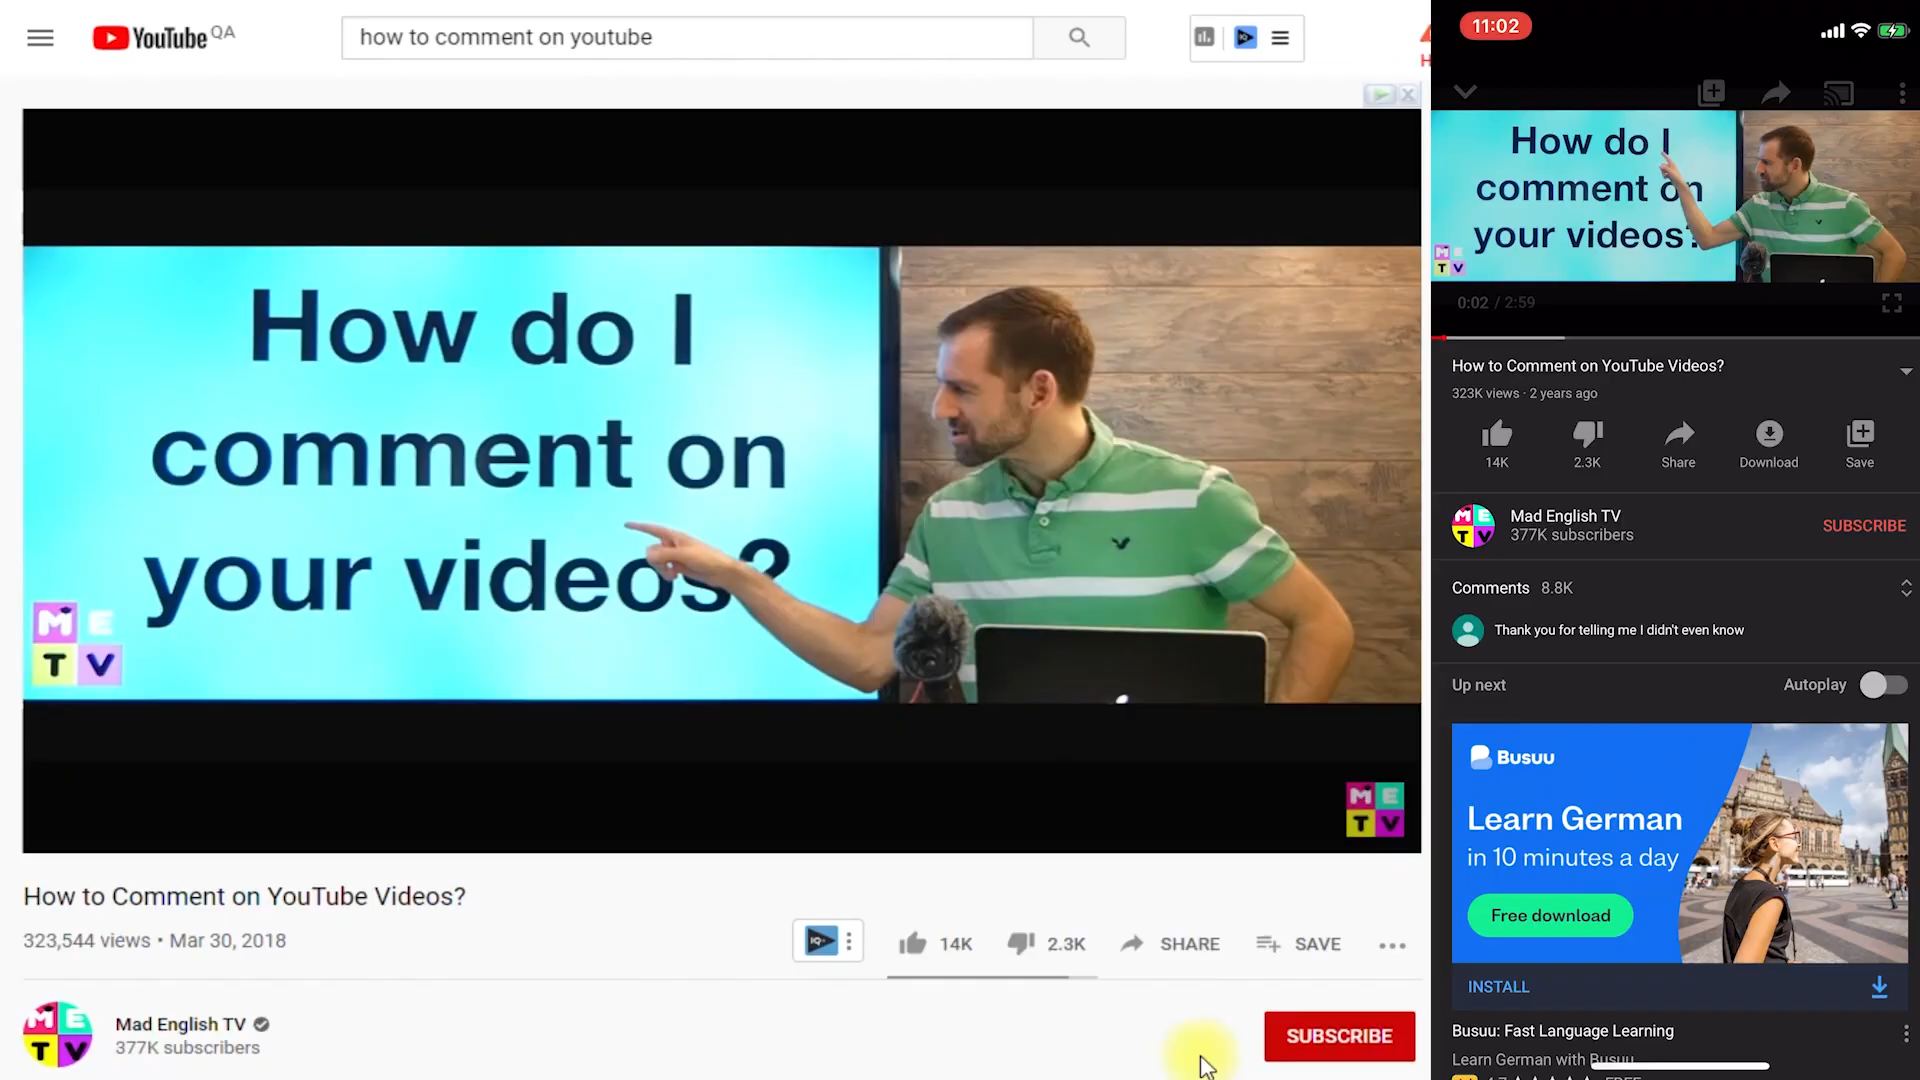 YouTube QA
how to comment on youtube
How do I
comment on
your videos?
M E
T V
M E
T V
How to Comment on YouTube Videos?
323,544 views • Mar 30, 2018
IQ
14K
2.3K
SHARE
SAVE
M E
T V
Mad English TV
377K subscribers
SUBSCRIBE
11:02
How do I
comment on
your videos?
M E
T V
0:02 / 2:59
How to Comment on YouTube Videos?
323K views · 2 years ago
14K
2.3K
Share
Download
Save
M E
T V
Mad English TV
377K subscribers
SUBSCRIBE
Comments 8.8K
Thank you for telling me I didn't even know
Up next
Autoplay
Busuu
Learn German
in 10 minutes a day
Free download
INSTALL
Busuu: Fast Language Learning
Learn German with Busuu